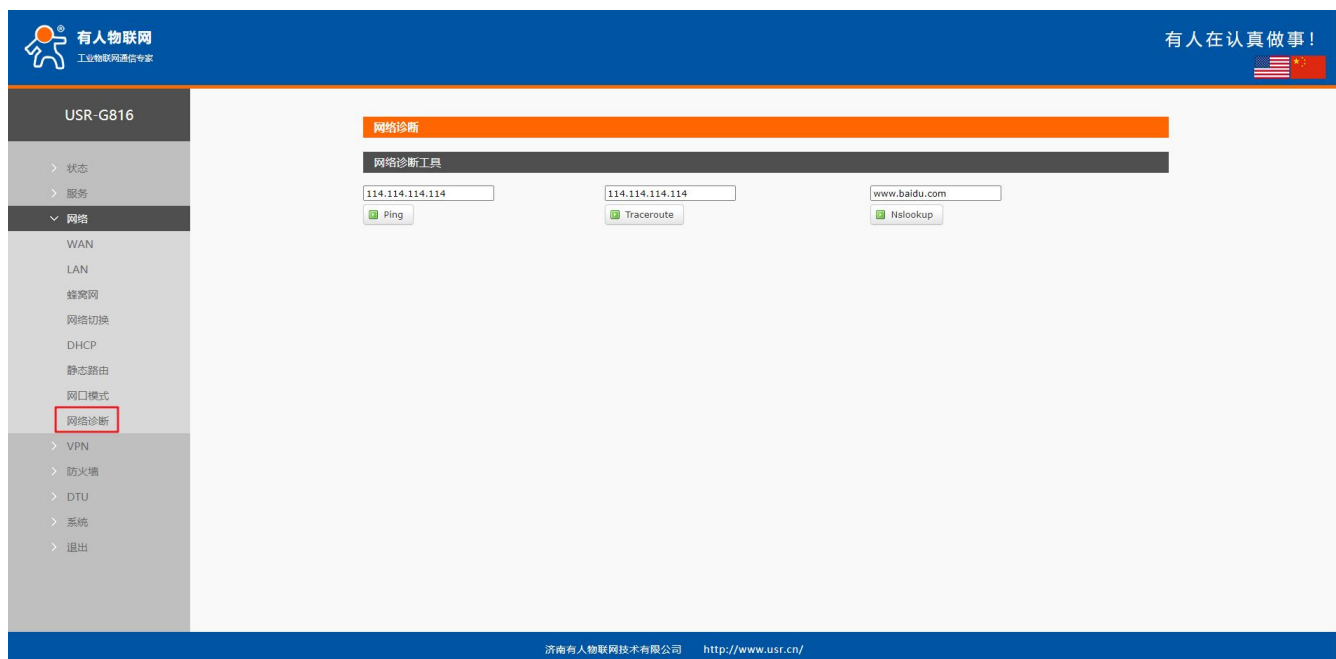 有人物联网
工业物联网通信专家
有人在认真做事!
USR-G816
状态
服务
网络
WAN
LAN
蜂窝网
网络切换
DHCP
静态路由
网口模式
网络诊断
VPN
防火墙
DTU
系统
退出
网络诊断
网络诊断工具
114.114.114.114 114.114.114.114 www.baidu.com
Ping Traceroute Nslookup
济南有人物联网技术有限公司 http://www.usr.cn/